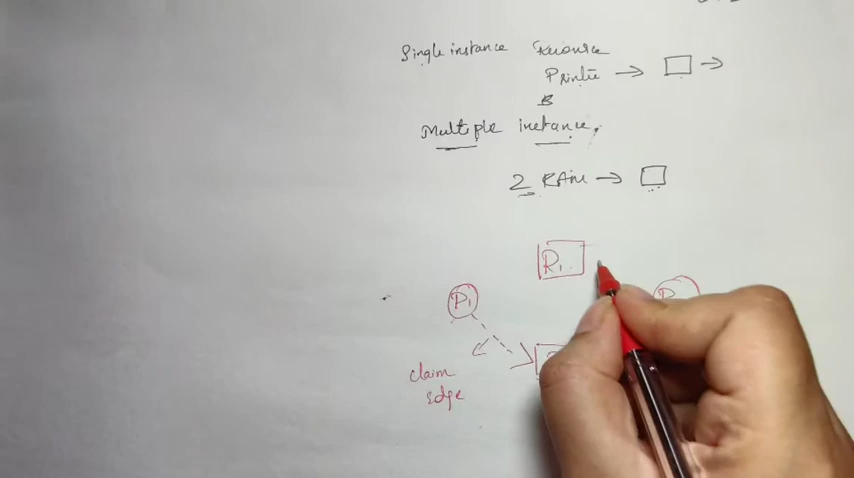 Single instance Resource
Printer →
Multiple instance.
2 RAM →
R1
P1
claim
edge